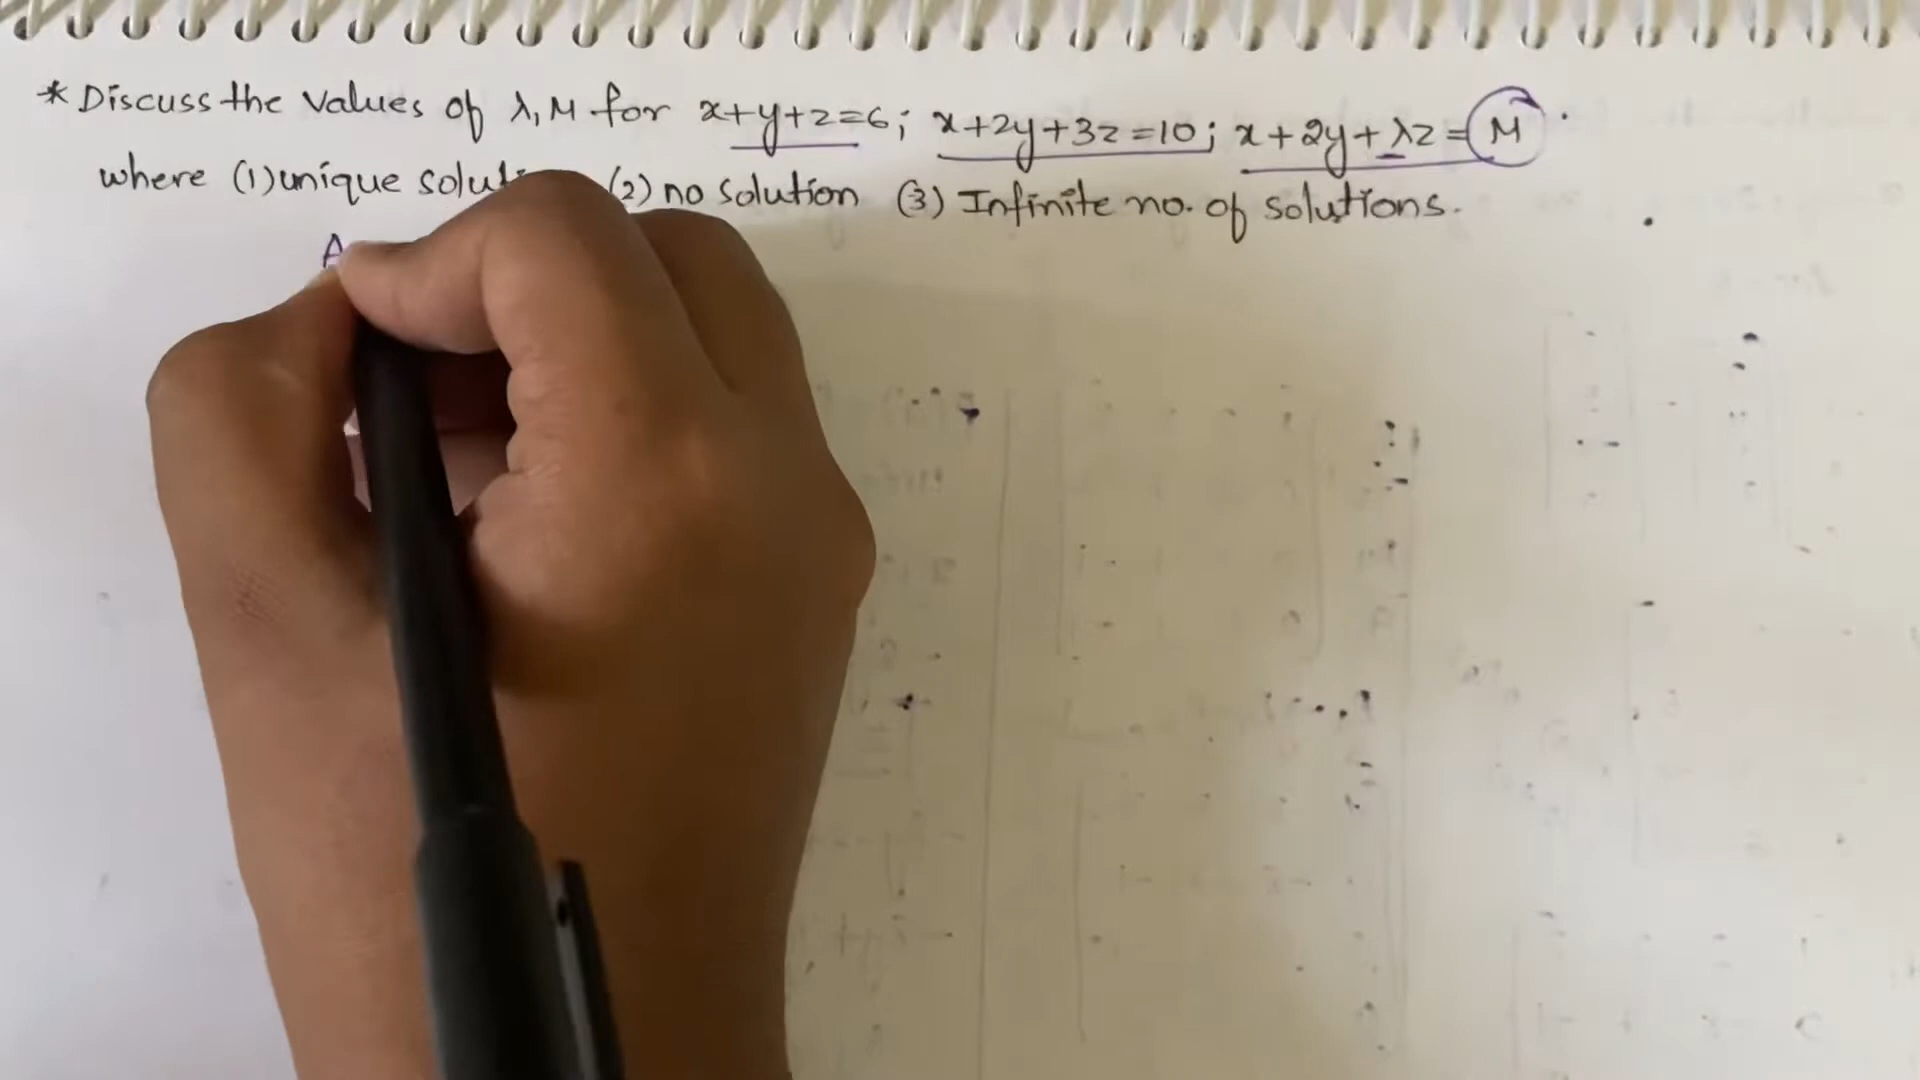 * Discuss the values of λ, M for x+y+z=6; x+2y+3z=10; x+2y+λz=M.
where (1) unique (2) no solution (3) Infinite no. of solutions.
A